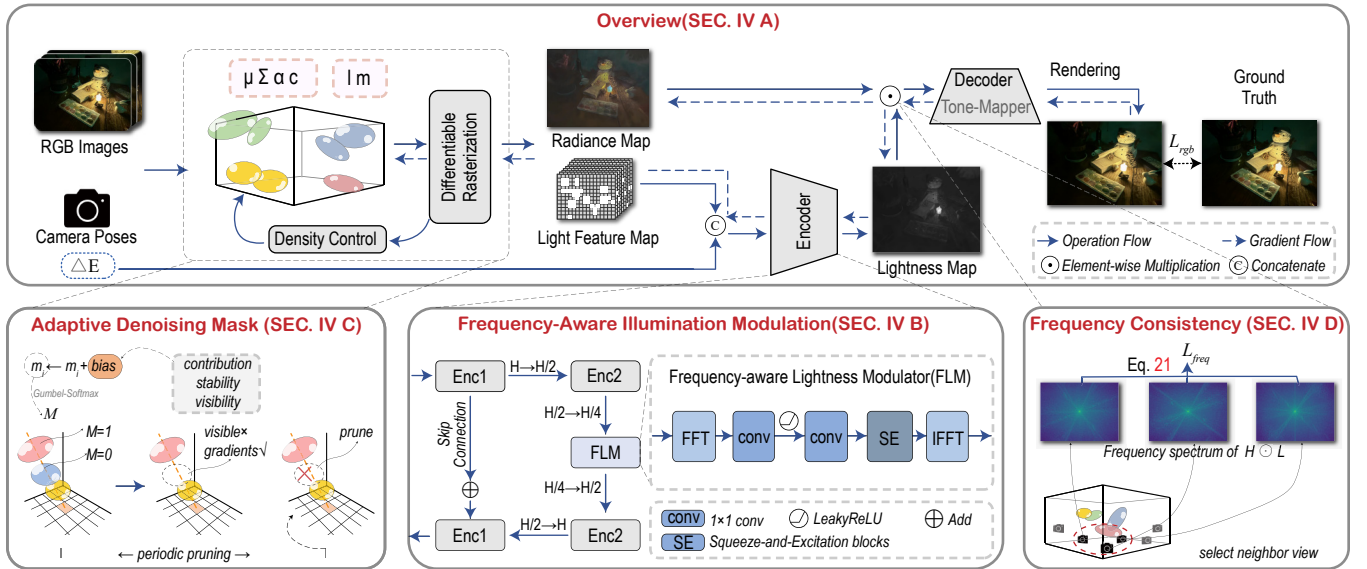 Overview(SEC. IV A)
RGB Images
Camera Poses
△E
μ Σ α c
l m
Differentiable
Rasterization
Density Control
Radiance Map
Light Feature Map
C
Encoder
Lightness Map
Decoder
Tone-Mapper
Rendering
Ground
Truth
L_rgb
Operation Flow
Gradient Flow
Element-wise Multiplication
C Concatenate
Adaptive Denoising Mask (SEC. IV C)
m_i ← m_i + bias
Gumbel-Softmax
M
contribution
stability
visibility
M=1
M=0
visible×
gradients√
prune
← periodic pruning →
Frequency-Aware Illumination Modulation(SEC. IV B)
Enc1
H→H/2
Enc2
Skip
Connection
H/2→H/4
FLM
H/4→H/2
Enc1
H/2→H
Enc2
Frequency-aware Lightness Modulator(FLM)
FFT
conv
conv
SE
IFFT
conv
1×1 conv
LeakyReLU
Add
SE
Squeeze-and-Excitation blocks
Frequency Consistency (SEC. IV D)
Eq. 21
L_freq
Frequency spectrum of H ⊙ L
select neighbor view